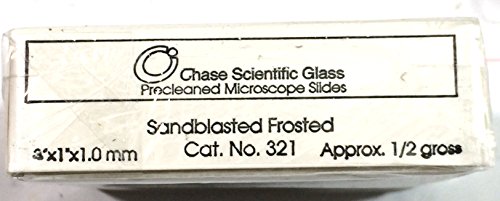 Chase Scientific Glass
Precleaned Microscope Slides
Sandblasted Frosted
3"x1"x1.0 mm Cat. No. 321 Approx. 1/2 gross